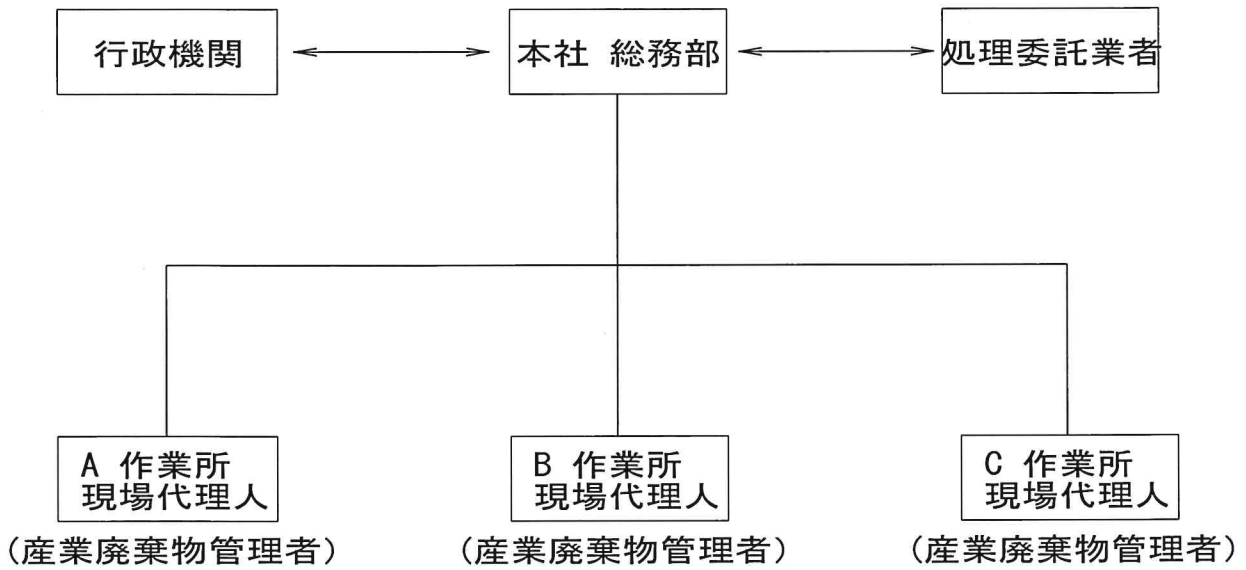 行政機関
本社 総務部
処理委託業者
A 作業所
現場代理人
(産業廃棄物管理者)
B 作業所
現場代理人
(産業廃棄物管理者)
C 作業所
現場代理人
(産業廃棄物管理者)